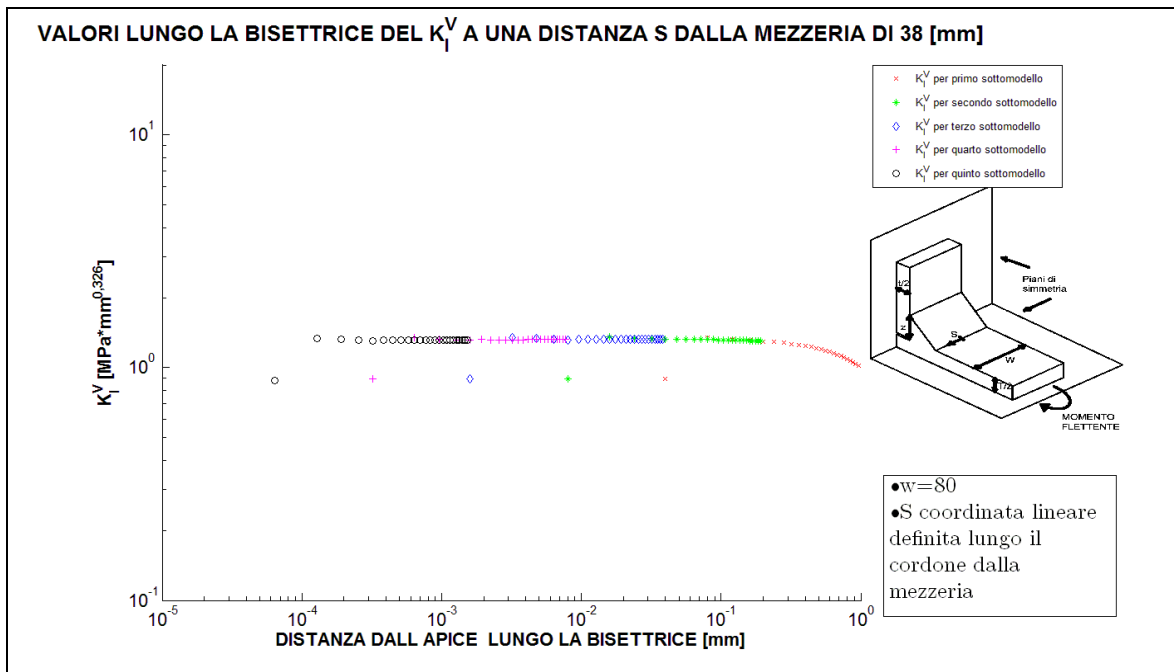 VALORI LUNGO LA BISETTRICE DEL K_I^V A UNA DISTANZA S DALLA MEZZERIA DI 38 [mm]
K_I^V per primo sottomodello
K_I^V per secondo sottomodello
K_I^V per terzo sottomodello
K_I^V per quarto sottomodello
K_I^V per quinto sottomodello
K_I^V [MPa*mm^0,326]
10^1
10^0
10^-1
10^-5
10^-4
10^-3
10^-2
10^-1
10^0
DISTANZA DALL APICE LUNGO LA BISETTRICE [mm]
t/2
z
S
W
T/2
Piani di
simmetria
MOMENTO
FLETTENTE
●w=80
●S coordinata lineare
definita lungo il
cordone dalla
mezzeria